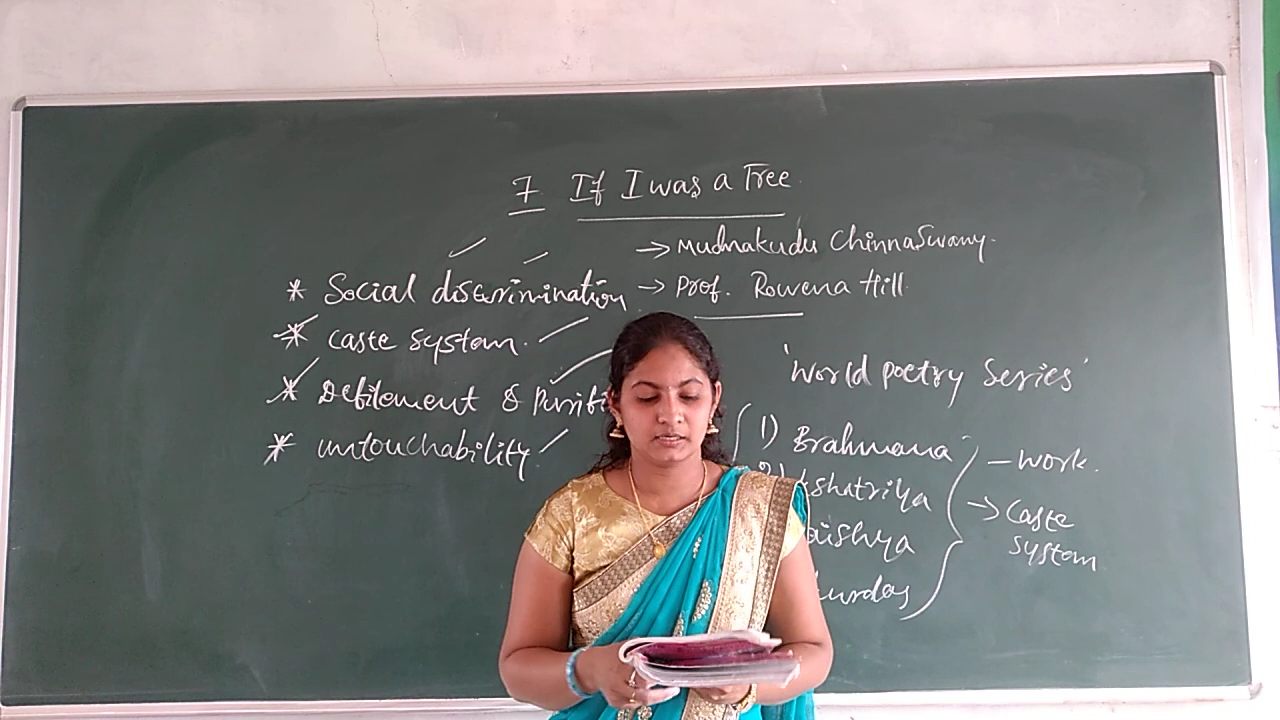 7. If I was a Tree
→ Mudnakudu ChinnaSwamy.
* Social discrimination → Prof. Rowena Hill.
* Caste system.
* Defilement &
* untouchability.
'World Poetry Series'
1) Brahmana
2) kshatriya
- work.
→ Caste
system